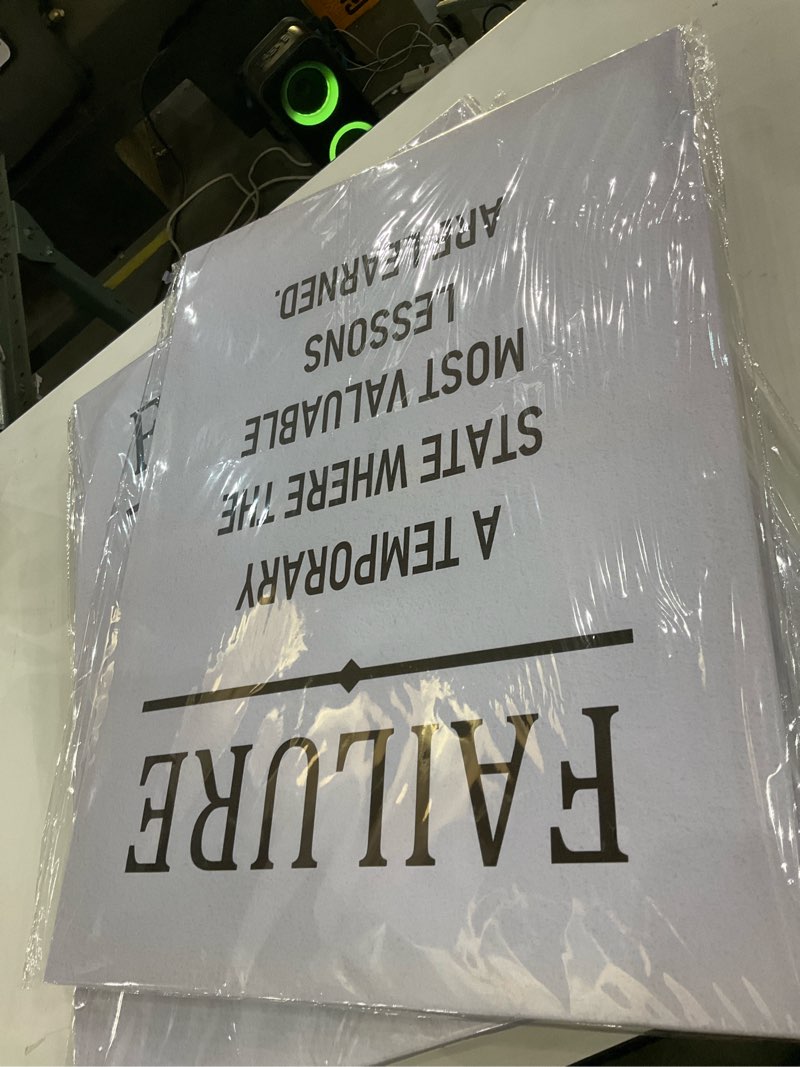 FAILURE
A TEMPORARY
STATE WHERE THE
MOST VALUABLE
LESSONS
ARE LEARNED.